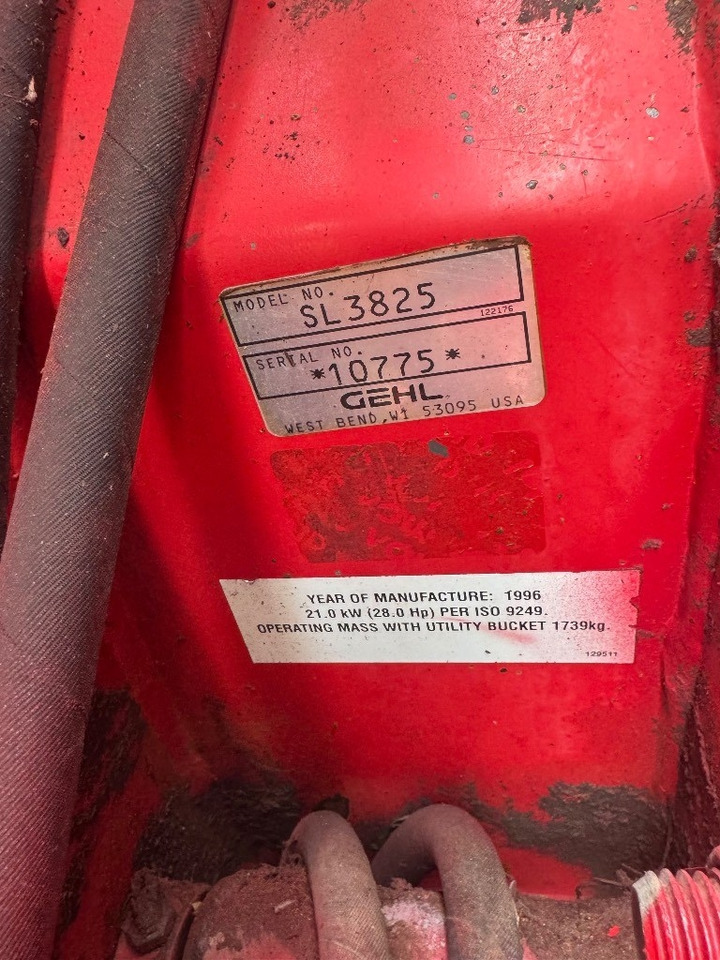 MODEL NO.
SL3825
122176
SERIAL NO.
*10775*
GEHL
WEST BEND, WI 53095 USA
YEAR OF MANUFACTURE: 1996
21.0 kW (28.0 Hp) PER ISO 9249.
OPERATING MASS WITH UTILITY BUCKET 1739kg.
129511